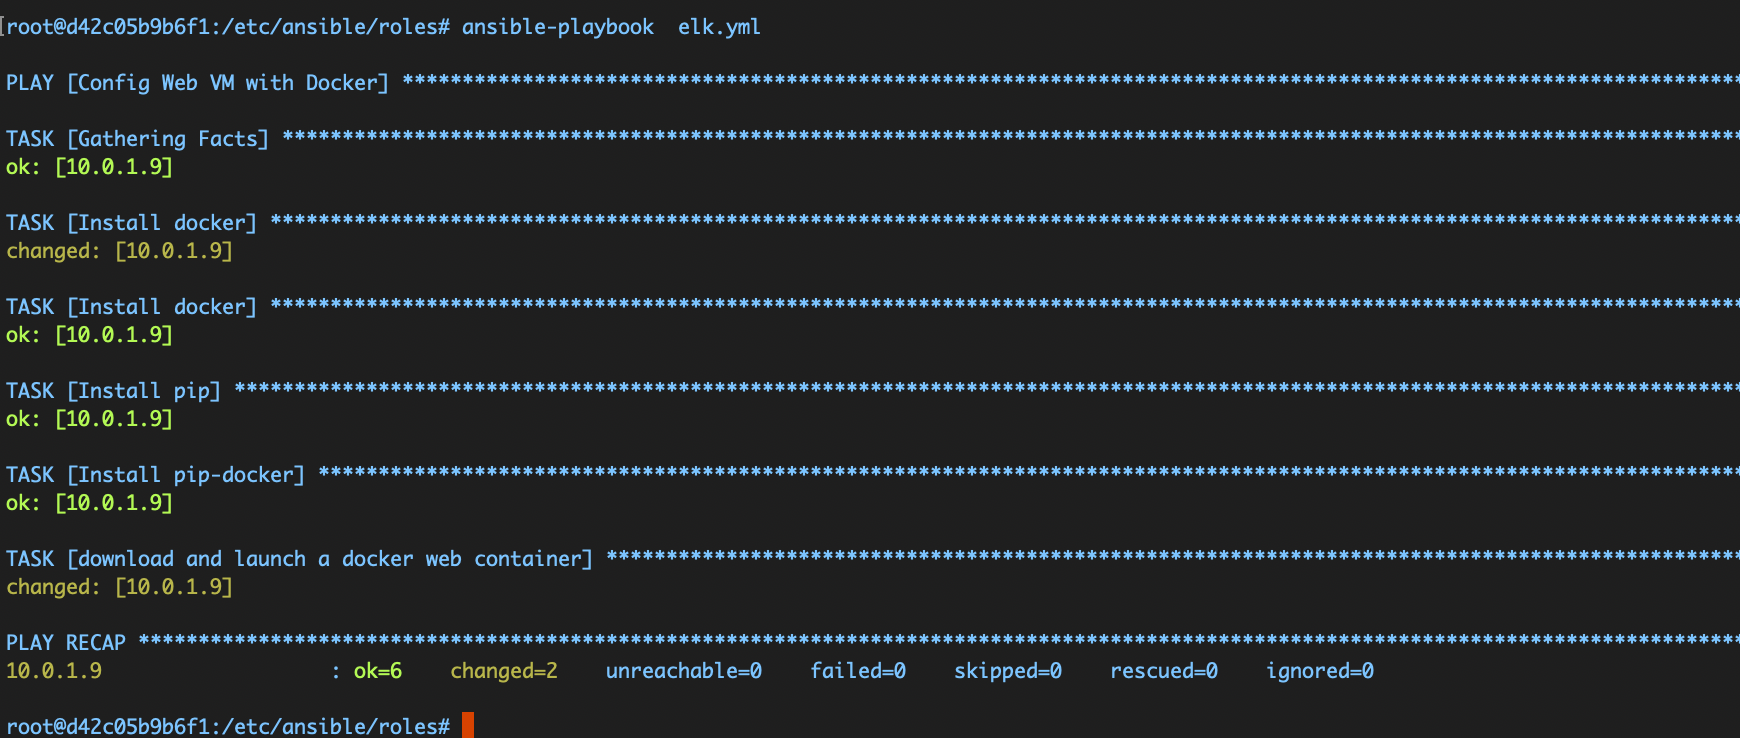 root@d42c05b9b6f1:/etc/ansible/roles# ansible-playbook  elk.yml
PLAY [Config Web VM with Docker] ****************************************************************************************************************
TASK [Gathering Facts] **************************************************************************************************************************
ok: [10.0.1.9]
TASK [Install docker] ***************************************************************************************************************************
changed: [10.0.1.9]
TASK [Install docker] ***************************************************************************************************************************
ok: [10.0.1.9]
TASK [Install pip] ******************************************************************************************************************************
ok: [10.0.1.9]
TASK [Install pip-docker] ***********************************************************************************************************************
ok: [10.0.1.9]
TASK [download and launch a docker web container] ***********************************************************************************************
changed: [10.0.1.9]
PLAY RECAP **************************************************************************************************************************************
10.0.1.9                   : ok=6    changed=2    unreachable=0    failed=0    skipped=0    rescued=0    ignored=0
root@d42c05b9b6f1:/etc/ansible/roles#